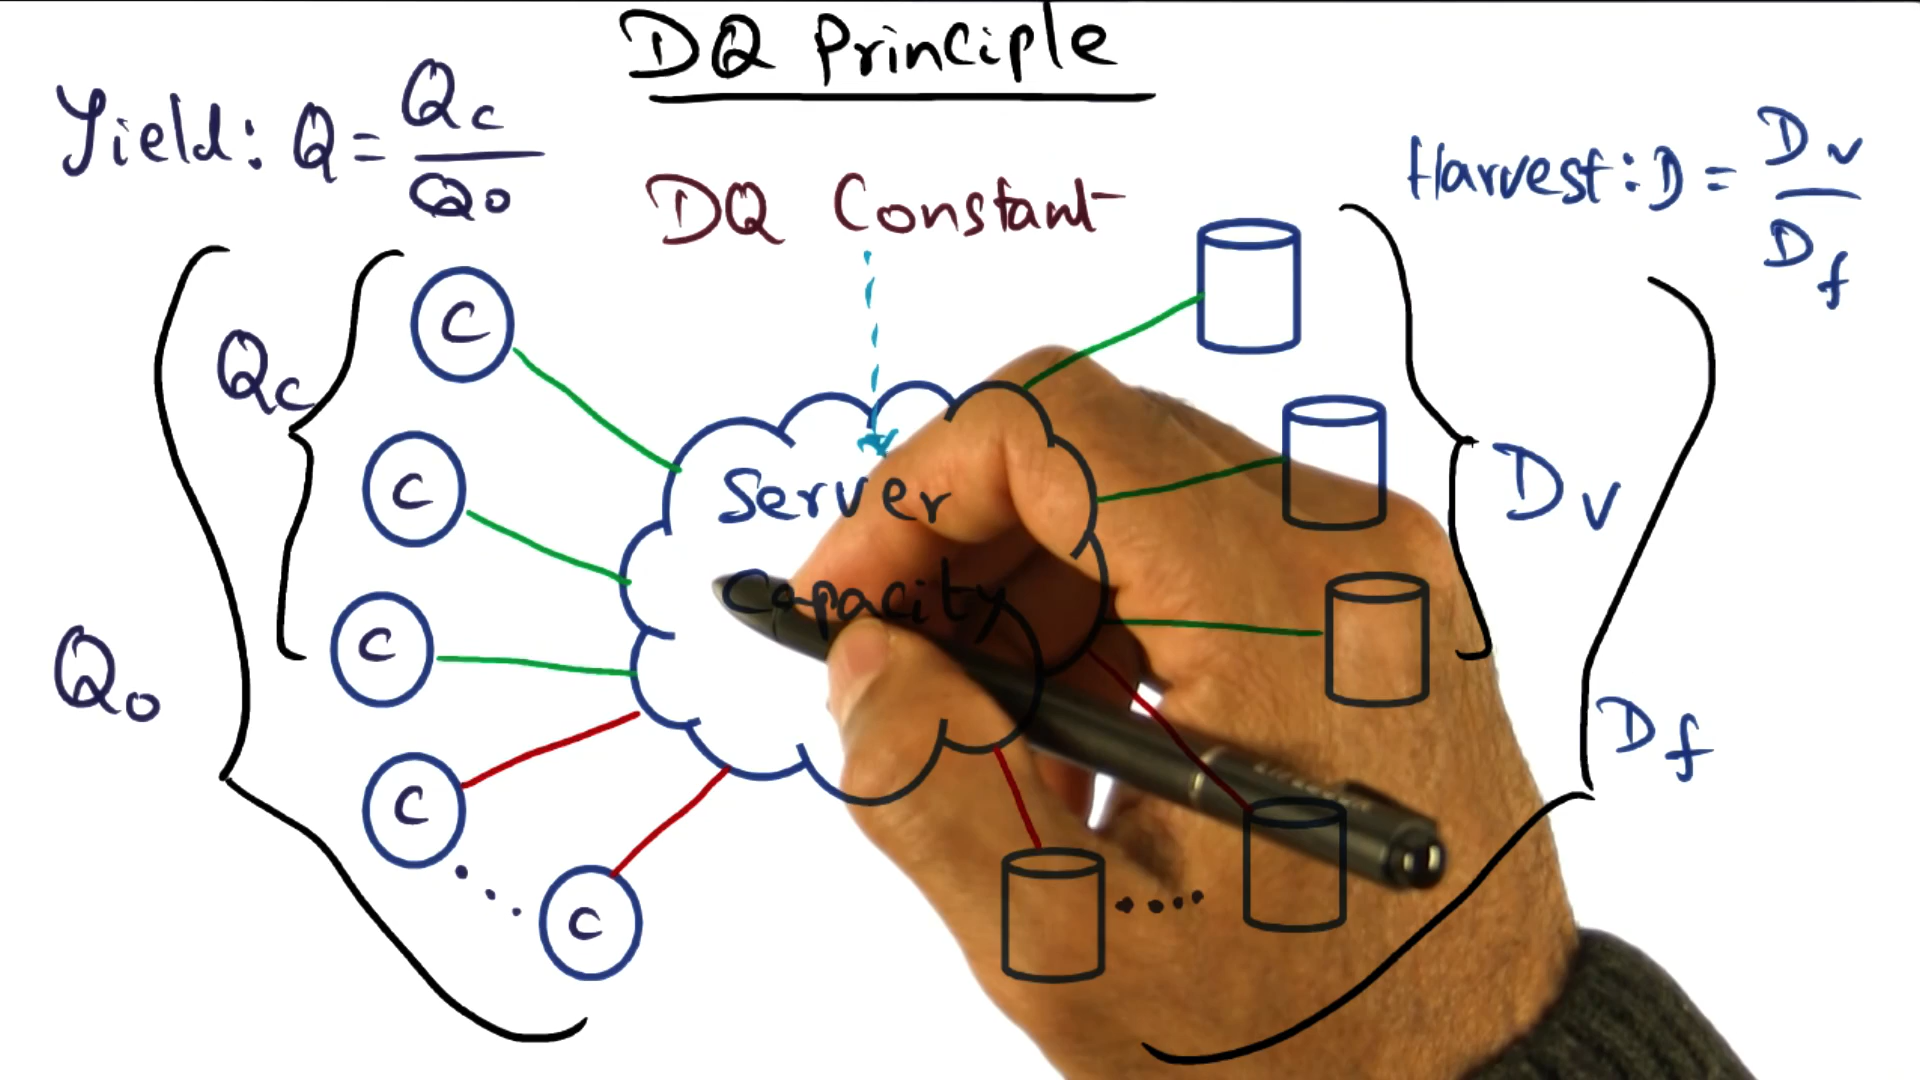 DQ Principle
Yield: Q = Qc / Qo
Harvest: D = Dv / Df
DQ Constant
Qc
C
C
C
C
C
Qo
Server
Capacity
Dv
Df